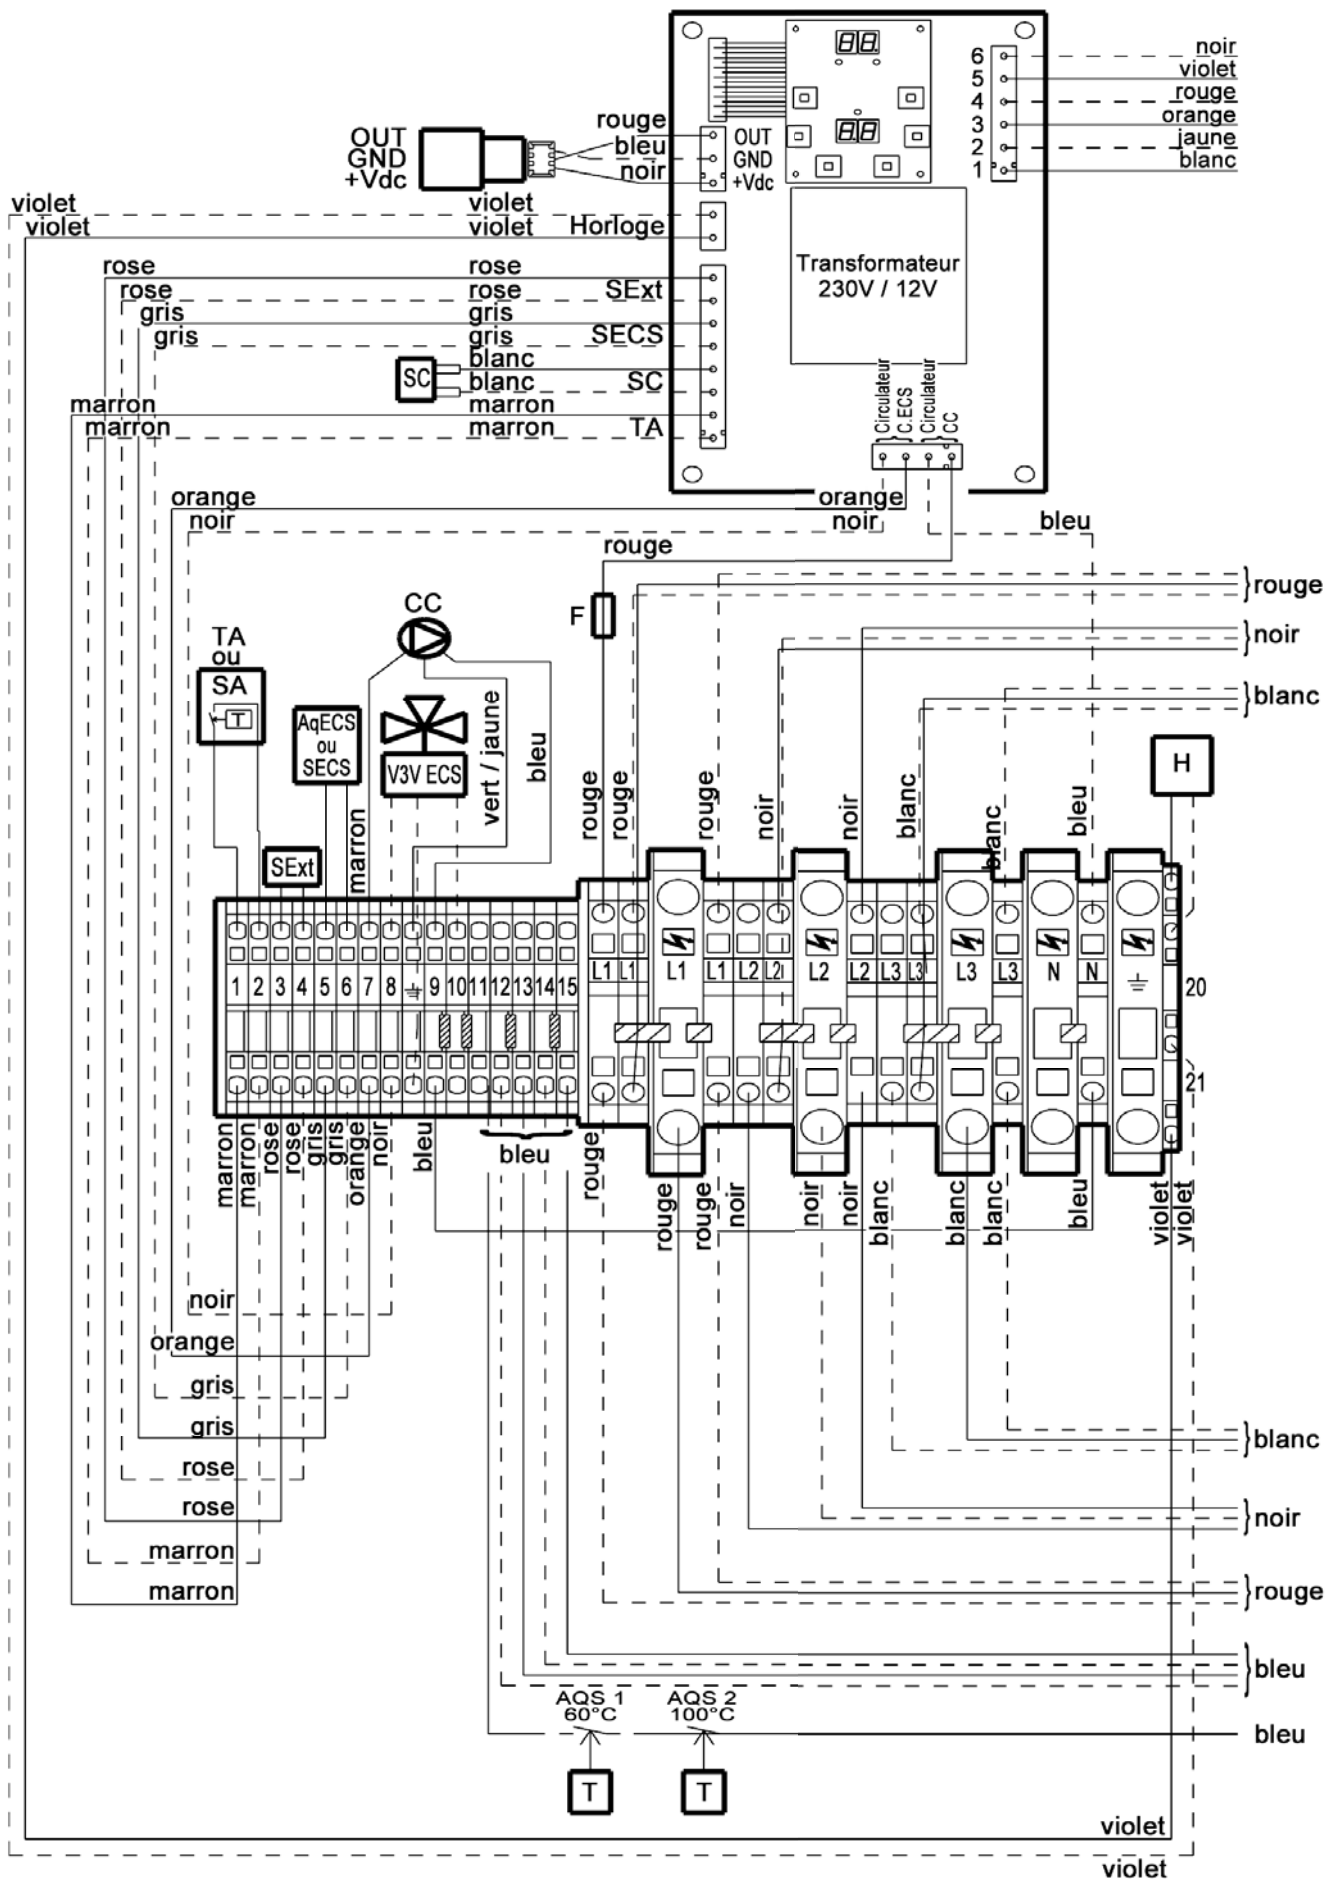 88.
88
6
5
4
3
2
1
noir
violet
rouge
orange
jaune
blanc
OUT
GND
+Vdc
rouge
bleu
noir
OUT
GND
+Vdc
violet
violet
violet
violet
Horloge
rose
rose
rose
rose
SExt
gris
gris
gris
gris
SECS
SC
blanc
blanc
SC
marron
marron
marron
marron
TA
Transformateur
230V / 12V
Circulateur
C.ECS
Circulateur
CC
orange
noir
orange
noir
bleu
rouge
rouge
noir
blanc
F
CC
TA
ou
SA
T
AqECS
ou
SECS
V3V ECS
SExt
marron
vert / jaune
bleu
rouge
rouge
rouge
noir
noir
blanc
blanc
bleu
H
1 2 3 4 5 6 7 8 9 10 11 12 13 14 15
L1 L1 L1 L1 L2 L2 L2 L2 L3 L3 L3 L3 N N
20
21
marron
marron
rose
rose
gris
gris
orange
noir
bleu
bleu
rouge
rouge
rouge
noir
noir
noir
blanc
blanc
blanc
bleu
violet
violet
noir
orange
gris
gris
rose
rose
marron
marron
blanc
noir
rouge
bleu
AQS 1
60°C
AQS 2
100°C
bleu
T
T
violet
violet